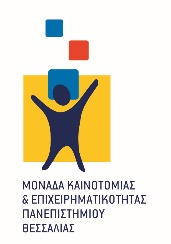 ΜΟΝΑΔΑ ΚΑΙΝΟΤΟΜΙΑΣ
& ΕΠΙΧΕΙΡΗΜΑΤΙΚΟΤΗΤΑΣ
ΠΑΝΕΠΙΣΤΗΜΙΟΥ
ΘΕΣΣΑΛΙΑΣ